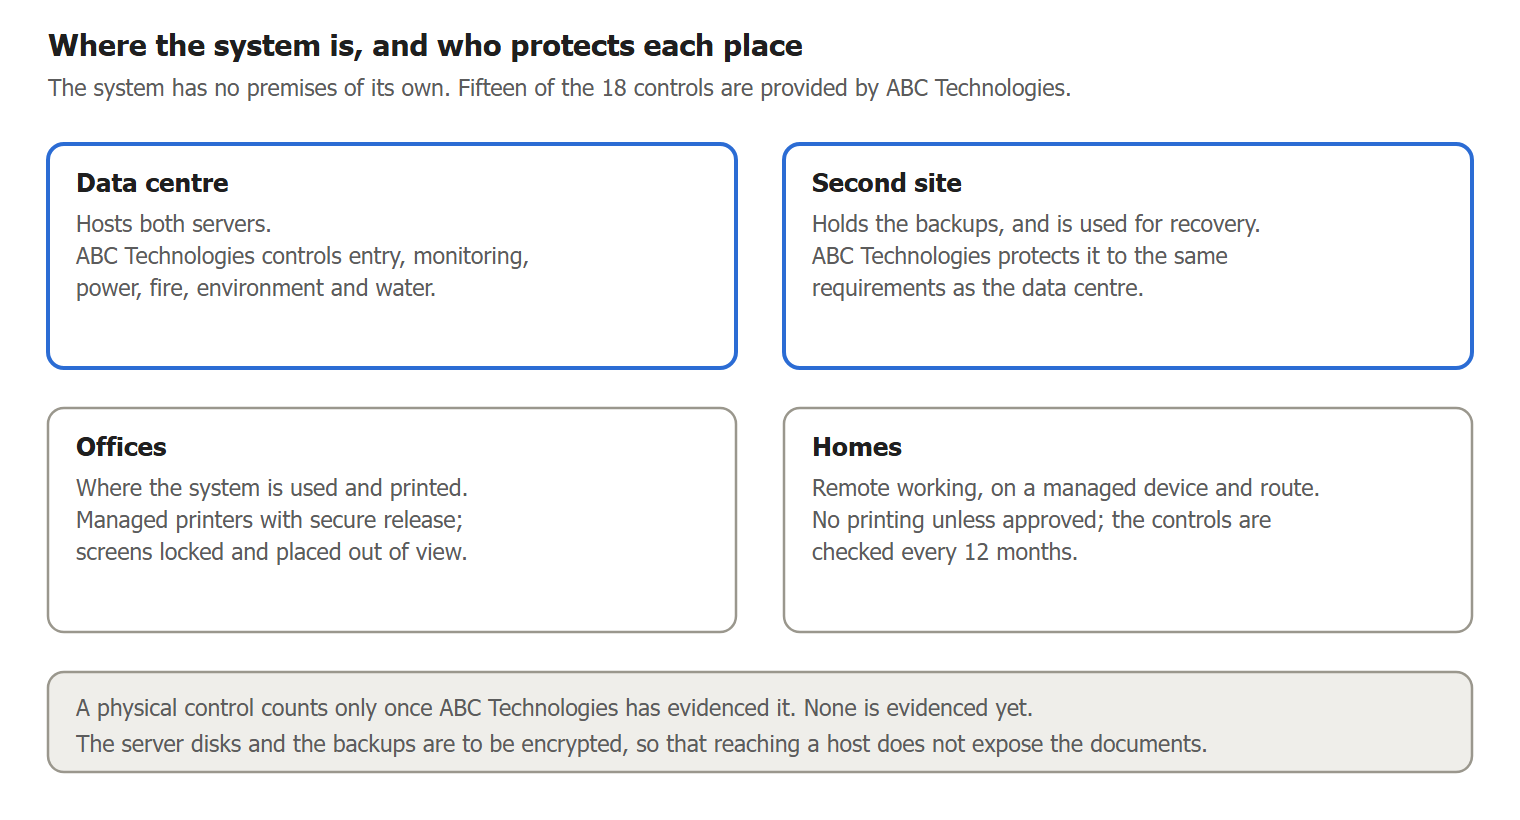 Where the system is, and who protects each place
The system has no premises of its own. Fifteen of the 18 controls are provided by ABC Technologies.
Data centre
Hosts both servers.
ABC Technologies controls entry, monitoring,
power, fire, environment and water.
Second site
Holds the backups, and is used for recovery.
ABC Technologies protects it to the same
requirements as the data centre.
Offices
Where the system is used and printed.
Managed printers with secure release;
screens locked and placed out of view.
Homes
Remote working, on a managed device and route.
No printing unless approved; the controls are
checked every 12 months.
A physical control counts only once ABC Technologies has evidenced it. None is evidenced yet.
The server disks and the backups are to be encrypted, so that reaching a host does not expose the documents.